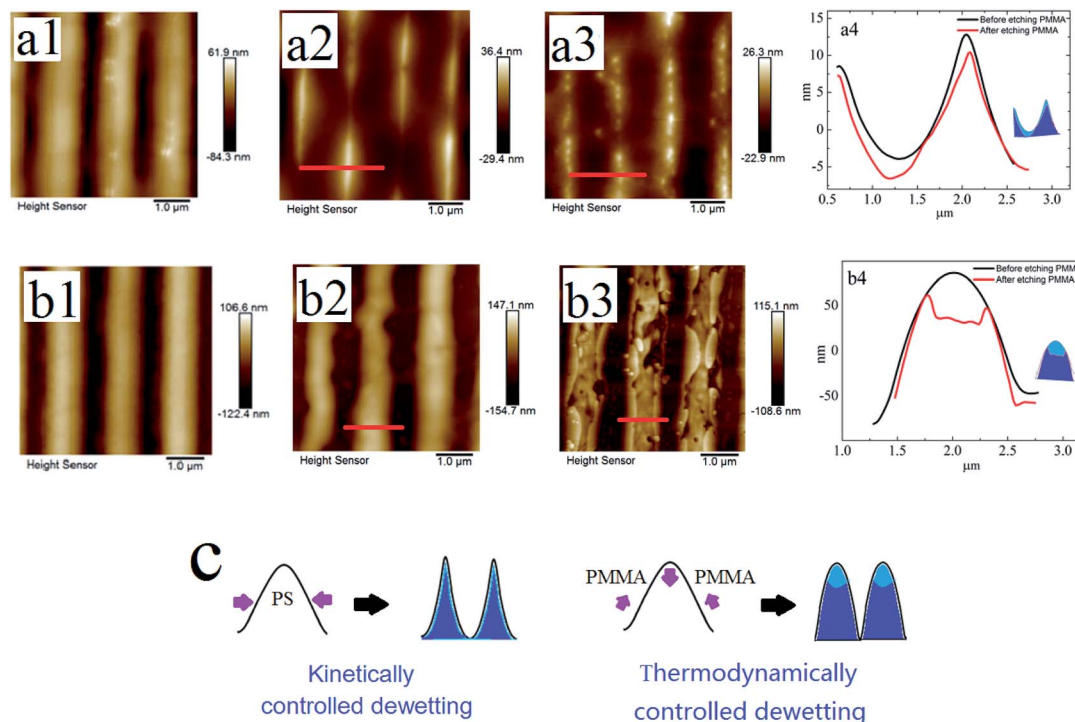 a1
61.9 nm
-84.3 nm
Height Sensor
1.0 µm
a2
36.4 nm
-29.4 nm
Height Sensor
1.0 µm
a3
26.3 nm
-22.9 nm
Height Sensor
1.0 µm
a4
Before etching PMMA
After etching PMMA
nm
15
10
5
0
-5
0.5 1.0 1.5 2.0 2.5 3.0
µm
b1
106.6 nm
-122.4 nm
Height Sensor
1.0 µm
b2
147.1 nm
-154.7 nm
Height Sensor
1.0 µm
b3
115.1 nm
-108.6 nm
Height Sensor
1.0 µm
b4
Before etching PMM
After etching PMMA
nm
50
0
-50
1.0 1.5 2.0 2.5 3.0
µm
c
PS
PMMA PMMA
Kinetically
controlled dewetting
Thermodynamically
controlled dewetting